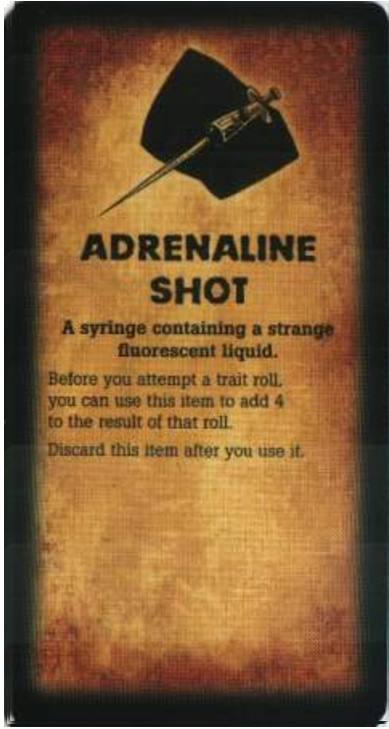 ADRENALINE
SHOT
A syringe containing a strange
fluorescent liquid.
Before you attempt a trait roll,
you can use this item to add 4
to the result of that roll.
Discard this item after you use it.